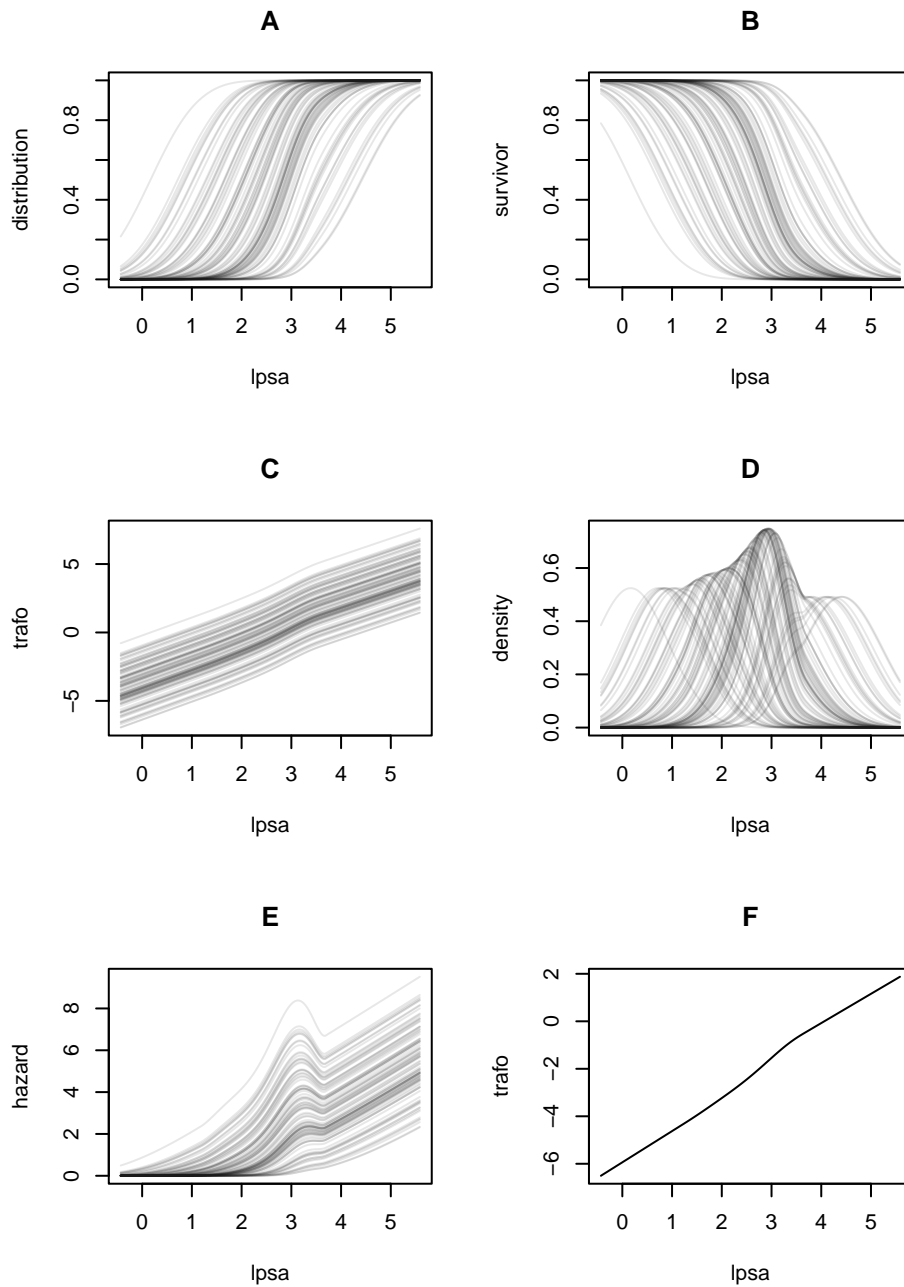 A
distribution
0.0 0.4 0.8
0 1 2 3 4 5
lpsa
B
survivor
0.0 0.4 0.8
0 1 2 3 4 5
lpsa
C
trafo
−5 0 5
0 1 2 3 4 5
lpsa
D
density
0.0 0.2 0.4 0.6
0 1 2 3 4 5
lpsa
E
hazard
0 2 4 6 8
0 1 2 3 4 5
lpsa
F
trafo
−6 −4 −2 0 2
0 1 2 3 4 5
lpsa